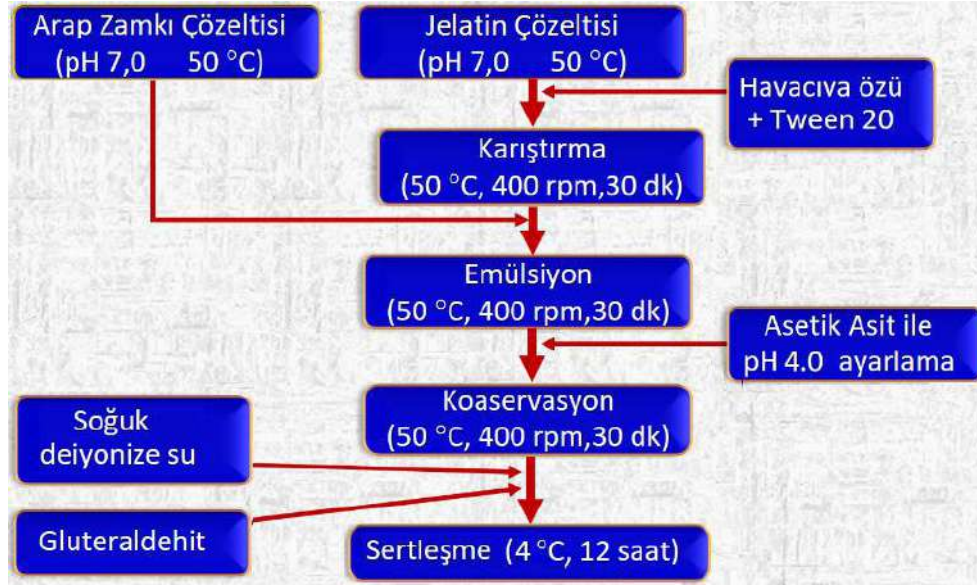 Arap Zamkı Çözeltisi
(pH 7,0 50 °C)
Jelatin Çözeltisi
(pH 7,0 50 °C)
Havacıva özü
+ Tween 20
Karıştırma
(50 °C, 400 rpm,30 dk)
Emülsiyon
(50 °C, 400 rpm,30 dk)
Asetik Asit ile
pH 4.0 ayarlama
Koaservasyon
(50 °C, 400 rpm,30 dk)
Soğuk
deiyonize su
Gluteraldehit
Sertleşme (4 °C, 12 saat)